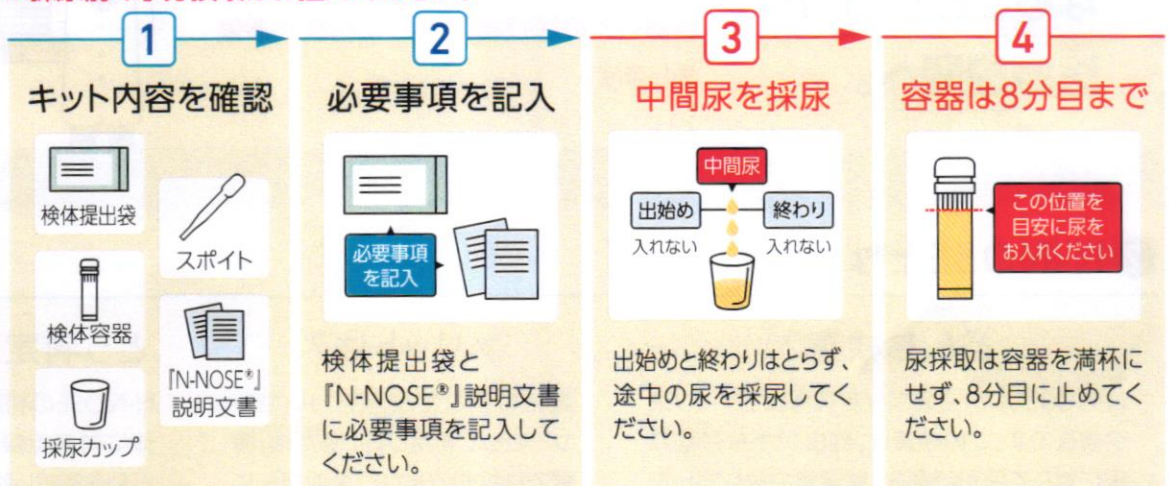 1
キット内容を確認
検体提出袋
スポイト
検体容器
『N-NOSE®』
説明文書
採尿カップ
2
必要事項を記入
必要事項
を記入
検体提出袋と
『N-NOSE®』説明文書
に必要事項を記入して
ください。
3
中間尿を採尿
中間尿
出始め
終わり
入れない
入れない
出始めと終わりはとらず、
途中の尿を採尿してく
ださい。
4
容器は8分目まで
この位置を
目安に尿を
お入れください
尿採取は容器を満杯に
せず、8分目に止めてく
ださい。